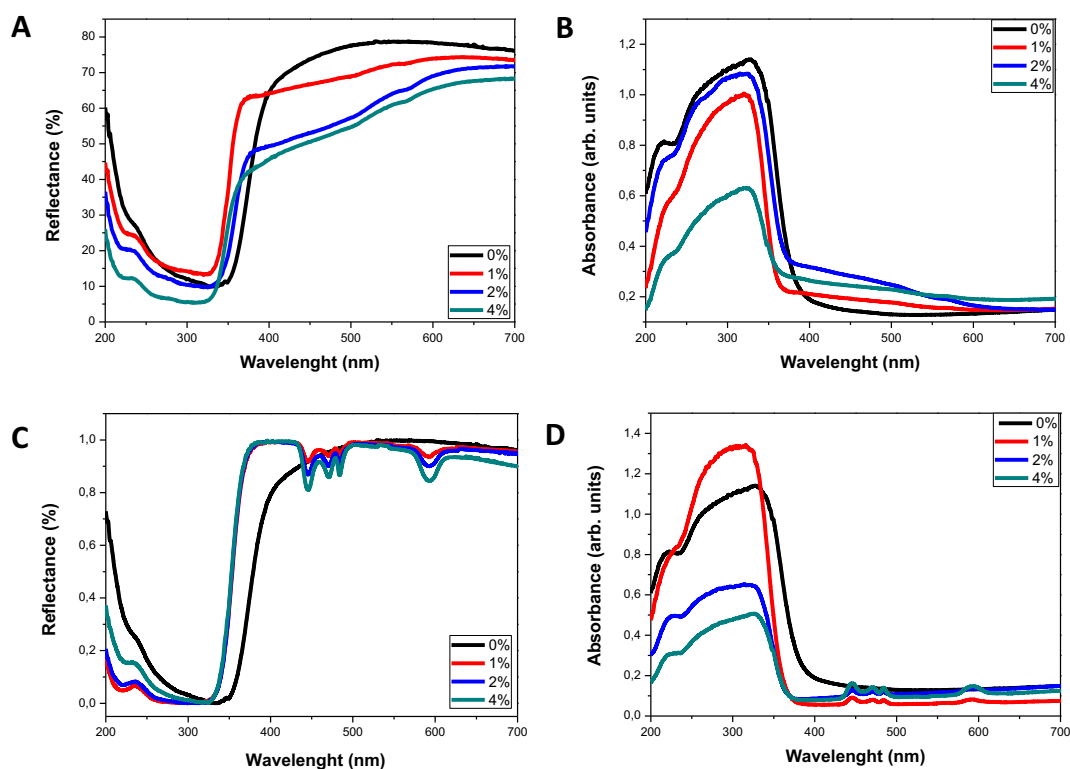 A
Reflectance (%)
80
70
60
50
40
30
20
10
0
200 300 400 500 600 700
Wavelenght (nm)
0%
1%
2%
4%
B
Absorbance (arb. units)
1,2
1,0
0,8
0,6
0,4
0,2
200 300 400 500 600 700
Wavelenght (nm)
0%
1%
2%
4%
C
Reflectance (%)
1,0
0,8
0,6
0,4
0,2
0,0
200 300 400 500 600 700
Wavelenght (nm)
0%
1%
2%
4%
D
Absorbance (arb. units)
1,4
1,2
1,0
0,8
0,6
0,4
0,2
0,0
200 300 400 500 600 700
Wavelenght (nm)
0%
1%
2%
4%